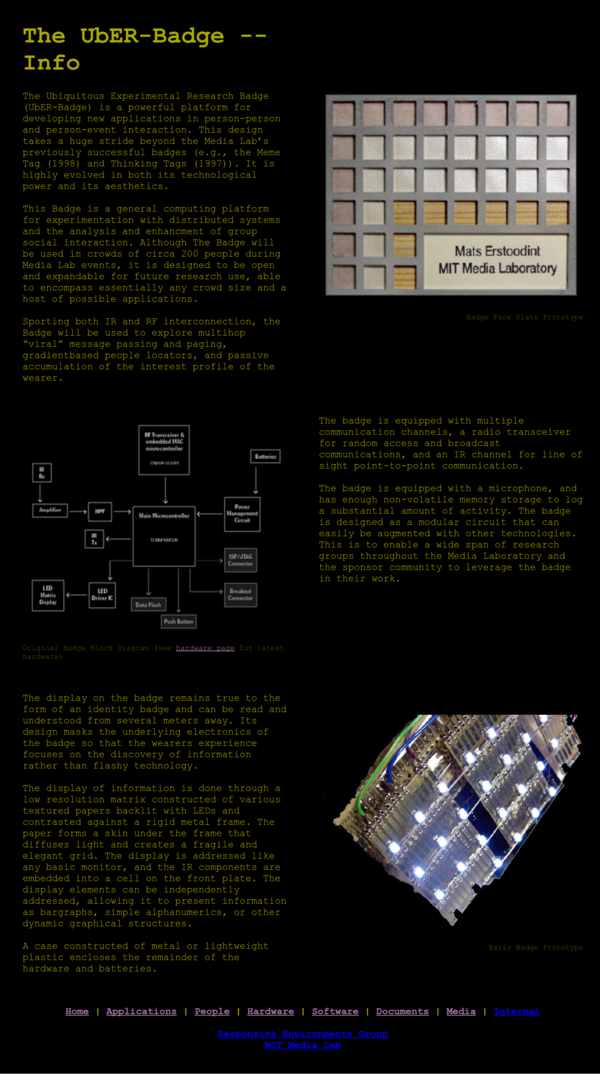 The UbER-Badge --
Info
The Ubiquitous Experimental Research Badge
(UbER-Badge) is a powerful platform for
developing new applications in person-person
and person-event interaction. This design
takes a huge stride beyond the Media Lab's
previously successful badges (e.g., the Meme
Tag (1998) and Thinking Tags (1997)). It is
highly evolved in both its technological
power and its aesthetics.
This Badge is a general computing platform
for experimentation with distributed systems
and the analysis and enhancment of group
social interaction. Although The Badge will
be used in crowds of circa 200 people during
Media Lab events, it is designed to be open
and expandable for future research use, able
to encompass essentially any crowd size and a
host of possible applications.
Sporting both IR and RF interconnection, the
Badge will be used to explore multihop
“viral” message passing and paging,
gradientbased people locators, and passive
accumulation of the interest profile of the
wearer.
Mats Erstoodint
MIT Media Laboratory
Badge Face Plate Prototype
RF Transceiver &
embedded MAC
microcontroller
Batteries
IR
Rx
Amplifier
HPF
Main Microcontroller
Power
Management
Circuit
IR
Tx
ISP/JTAG
Connector
LED
Matrix
Display
LED
Driver IC
Breakout
Connector
Data Flash
Push Button
Original Badge Block Diagram (see hardware page for latest
hardware)
The badge is equipped with multiple
communication channels, a radio transceiver
for random access and broadcast
communications, and an IR channel for line of
sight point-to-point communication.
The badge is equipped with a microphone, and
has enough non-volatile memory storage to log
a substantial amount of activity. The badge
is designed as a modular circuit that can
easily be augmented with other technologies.
This is to enable a wide span of research
groups throughout the Media Laboratory and
the sponsor community to leverage the badge
in their work.
The display on the badge remains true to the
form of an identity badge and can be read and
understood from several meters away. Its
design masks the underlying electronics of
the badge so that the wearers experience
focuses on the discovery of information
rather than flashy technology.
The display of information is done through a
low resolution matrix constructed of various
textured papers backlit with LEDs and
contrasted against a rigid metal frame. The
paper forms a skin under the frame that
diffuses light and creates a fragile and
elegant grid. The display is addressed like
any basic monitor, and the IR components are
embedded into a cell on the front plate. The
display elements can be independently
addressed, allowing it to present information
as bargraphs, simple alphanumerics, or other
dynamic graphical structures.
A case constructed of metal or lightweight
plastic encloses the remainder of the
hardware and batteries.
Early Badge Prototype
Home | Applications | People | Hardware | Software | Documents | Media | Internal
Responsive Environments Group
MIT Media Lab